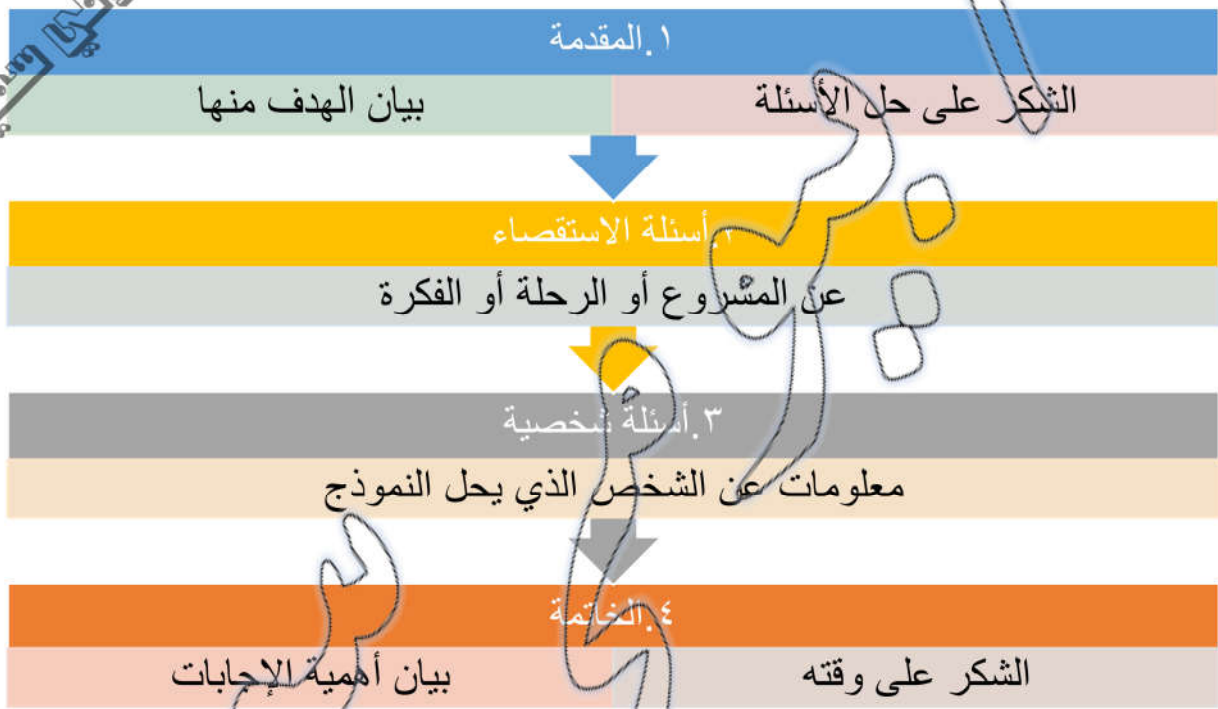 ١.المقدمة
الشكر على حل الأسئلة
بيان الهدف منها
٢.أسئلة الاستقصاء
عن المشروع أو الرحلة أو الفكرة
٣.أسئلة شخصية
معلومات عن الشخص الذي يحل النموذج
٤.الخاتمة
الشكر على وقته
بيان أهمية الإجابات